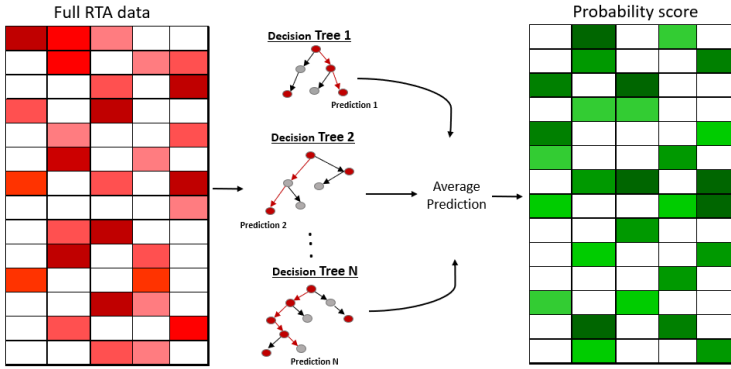 Full RTA data
Decision Tree 1
Prediction 1
Decision Tree 2
Prediction 2
Decision Tree N
Prediction N
Average
Prediction
Probability score